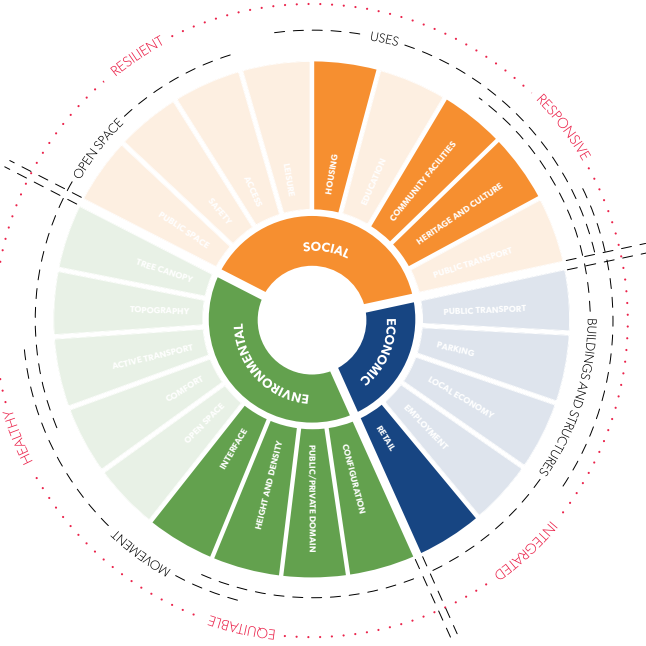 USES
RESPONSIVE
BUILDINGS AND STRUCTURES
INTEGRATED
EQUITABLE
MOVEMENT
HEALTHY
OPEN SPACE
RESILIENT
SOCIAL
PUBLIC SPACE
SAFETY
ACCESS
LEISURE
HOUSING
EDUCATION
COMMUNITY FACILITIES
HERITAGE AND CULTURE
PUBLIC TRANSPORT
ECONOMIC
PUBLIC TRANSPORT
PARKING
LOCAL ECONOMY
EMPLOYMENT
RETAIL
ENVIRONMENTAL
CONFIGURATION
PUBLIC/PRIVATE DOMAIN
HEIGHT AND DENSITY
INTERFACE
OPEN SPACE
COMFORT
ACTIVE TRANSPORT
TOPOGRAPHY
TREE CANOPY